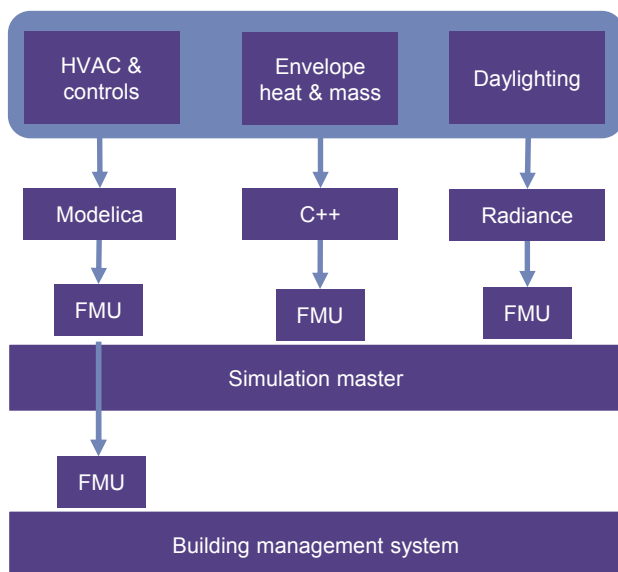 HVAC &
controls
Envelope
heat & mass
Daylighting
Modelica
C++
Radiance
FMU
FMU
FMU
Simulation master
FMU
Building management system